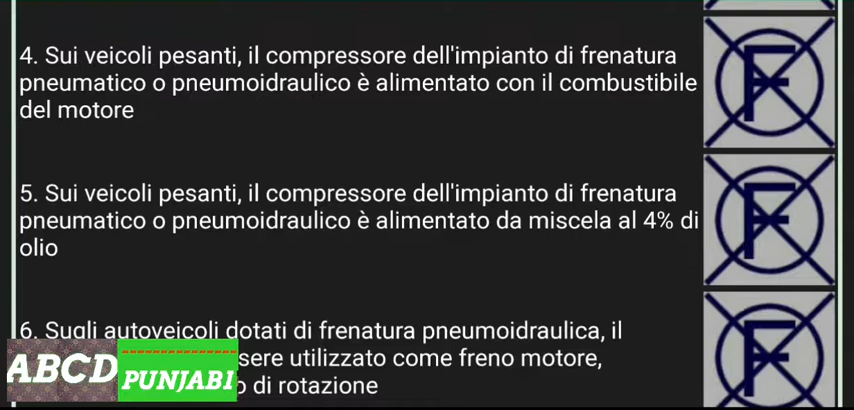 4. Sui veicoli pesanti, il compressore dell'impianto di frenatura
pneumatico o pneumoidraulico è alimentato con il combustibile
del motore
F
5. Sui veicoli pesanti, il compressore dell'impianto di frenatura
pneumatico o pneumoidraulico è alimentato da miscela al 4% di
olio
F
6. Sugli autoveicoli dotati di frenatura pneumoidraulica, il
sere utilizzato come freno motore,
o di rotazione
F
ABCD PUNJABI